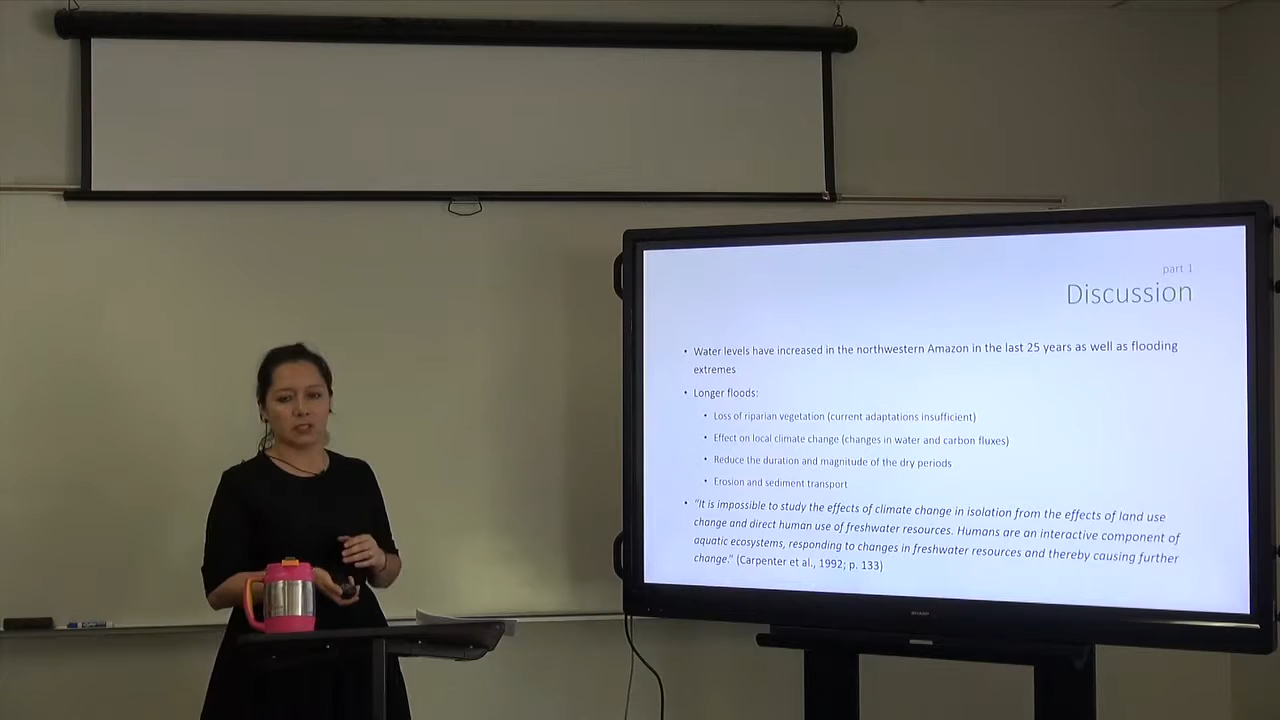 part 1
Discussion
• Water levels have increased in the northwestern Amazon in the last 25 years as well as flooding
extremes
• Longer floods:
• Loss of riparian vegetation (current adaptations insufficient)
• Effect on local climate change (changes in water and carbon fluxes)
• Reduce the duration and magnitude of the dry periods
• Erosion and sediment transport
• "It is impossible to study the effects of climate change in isolation from the effects of land use
change and direct human use of freshwater resources. Humans are an interactive component of
aquatic ecosystems, responding to changes in freshwater resources and thereby causing further
change." (Carpenter et al., 1992; p. 133)
SHARP